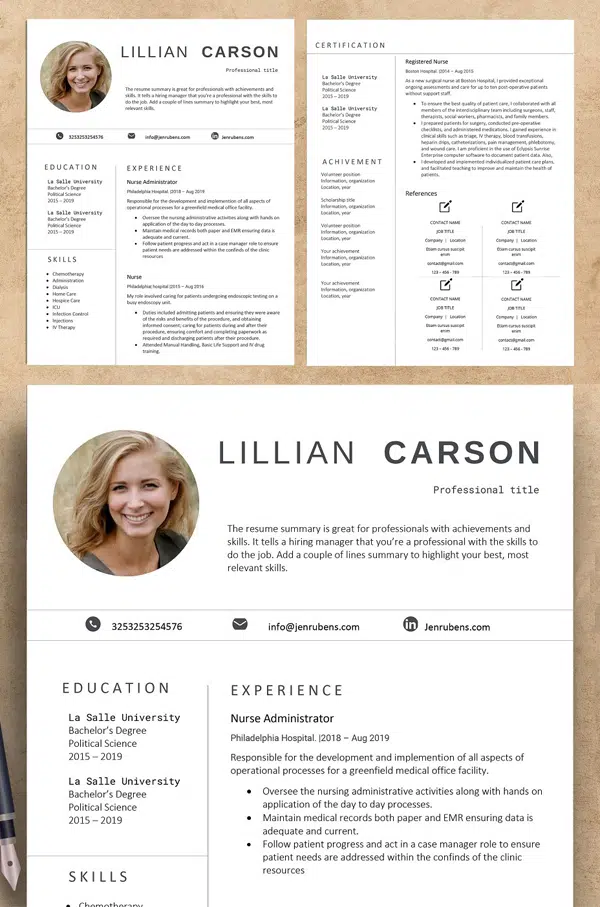 LILLIAN CARSON
Professional title
The resume summary is great for professionals with achievements and
skills. It tells a hiring manager that you're a professional with the skills to
do the job. Add a couple of lines summary to highlight your best, most
relevant skills.
3253253254576
info@jenrubens.com
Jenrubens.com
EDUCATION
La Salle University
Bachelor's Degree
Political Science
2015 – 2019
La Salle University
Bachelor's Degree
Political Science
2015 – 2019
SKILLS
Chemotherapy
Administration
Dialysis
Home Care
Hospice Care
ICU
Infection Control
Injections
IV Therapy
EXPERIENCE
Nurse Administrator
Philadelphia Hospital. |2018 – Aug 2019
Responsible for the development and implemention of all aspects of
operational processes for a greenfield medical office facility.
Oversee the nursing administrative activities along with hands on
application of the day to day processes.
Maintain medical records both paper and EMR ensuring data is
adequate and current.
Follow patient progress and act in a case manager role to ensure
patient needs are addressed within the confinds of the clinic
resources
Nurse
Philadelphia| hospital |2015 – Aug 2016
My role involved caring for patients undergoing endoscopic testing on a
busy endoscopy unit.
Duties included admitting patients and ensuring they were aware
of the risks and benefits of the procedure, and obtaining
informed consent; caring for patients during and after their
procedure, ensuring comfort and completing paperwork as
required and discharging patients after their procedure.
Attended Manual Handling, Basic Life Support and IV drug
training.
CERTIFICATION
La Salle University
Bachelor's Degree
Political Science
2015 – 2019
La Salle University
Bachelor's Degree
Political Science
2015 – 2019
ACHIVEMENT
Volunteer position
Information, organization
Location, year
Scholarship title
Information, organization
Location, year
Volunteer position
Information, organization
Location, year
Your achievement
Information, organization
Location, year
Your achievement
Information, organization
Location, year
Registered Nurse
Boston Hospital. |2014 – Aug 2015
As a new surgical nurse at Boston Hospital, I provided exceptional
ongoing assessments and care for up to ten post-operative patients
without support staff.
To ensure the best quality of patient care, I collaborated with all
members of the interdisciplinary team including surgeons, staff,
therapists, social workers, pharmacists, and family members.
I prepared patients for surgery, conducted pre-operative
checklists, and administered medications. I gained experience in
clinical skills such as triage, IV therapy, blood transfusions,
heparin drips, catheterizations, pain management, phlebotomy,
and wound care. I am proficient in the use of Eclypsis Sunrise
Enterprise computer software to document patient data. Also,
I developed and implemented individualized patient care plans,
and facilitated teaching to improve and maintain the health of
patients.
References
CONTACT NAME
JOB TITLE
Company | Location
Etiam cursus suscipit
enim
contact@gmail.com
123 – 456 - 789
CONTACT NAME
JOB TITLE
Company | Location
Etiam cursus suscipit
enim
contact@gmail.com
123 – 456 - 789
CONTACT NAME
JOB TITLE
Company | Location
Etiam cursus suscipit
enim
contact@gmail.com
123 – 456 - 789
CONTACT NAME
JOB TITLE
Company | Location
Etiam cursus suscipit
enim
contact@gmail.com
123 – 456 - 789
LILLIAN CARSON
Professional title
The resume summary is great for professionals with achievements and
skills. It tells a hiring manager that you're a professional with the skills to
do the job. Add a couple of lines summary to highlight your best, most
relevant skills.
3253253254576
info@jenrubens.com
Jenrubens.com
EDUCATION
La Salle University
Bachelor's Degree
Political Science
2015 – 2019
La Salle University
Bachelor's Degree
Political Science
2015 – 2019
SKILLS
Chemotherapy
EXPERIENCE
Nurse Administrator
Philadelphia Hospital. |2018 – Aug 2019
Responsible for the development and implemention of all aspects of
operational processes for a greenfield medical office facility.
Oversee the nursing administrative activities along with hands on
application of the day to day processes.
Maintain medical records both paper and EMR ensuring data is
adequate and current.
Follow patient progress and act in a case manager role to ensure
patient needs are addressed within the confinds of the clinic
resources